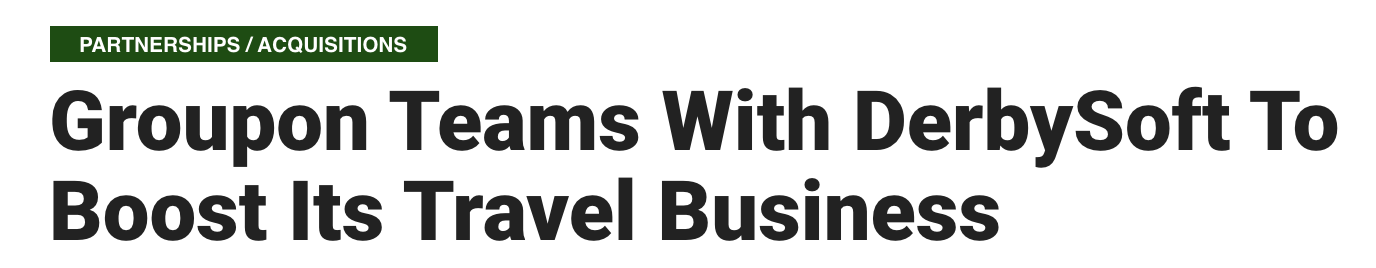 PARTNERSHIPS / ACQUISITIONS
Groupon Teams With DerbySoft To
Boost Its Travel Business